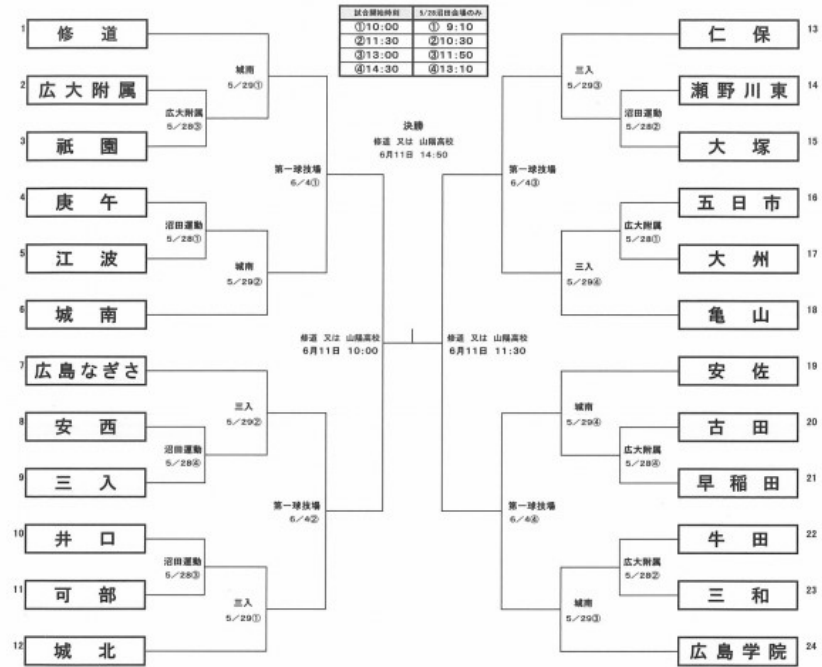 試合開始時刻 5/28沼田会場のみ
①10:00 ① 9:10
②11:30 ②10:30
③13:00 ③11:50
④14:30 ④13:10
1 修道
2 広大附属
3 祇園
4 庚午
5 江波
6 城南
7 広島なぎさ
8 安西
9 三入
10 井口
11 可部
12 城北
城南
5/29①
広大附属
5/28③
沼田運動
5/28①
城南
5/29②
三入
5/29②
沼田運動
5/28④
沼田運動
5/28③
三入
5/29①
第一球技場
6/4①
第一球技場
6/4②
修道 又は 山陽高校
6月11日 10:00
決勝
修道 又は 山陽高校
6月11日 14:50
修道 又は 山陽高校
6月11日 11:30
第一球技場
6/4③
第一球技場
6/4④
三入
5/29③
沼田運動
5/28②
広大附属
5/28①
三入
5/29④
城南
5/29④
広大附属
5/28④
広大附属
5/28②
城南
5/29③
仁保 13
瀬野川東 14
大塚 15
五日市 16
大州 17
亀山 18
安佐 19
古田 20
早稲田 21
牛田 22
三和 23
広島学院 24